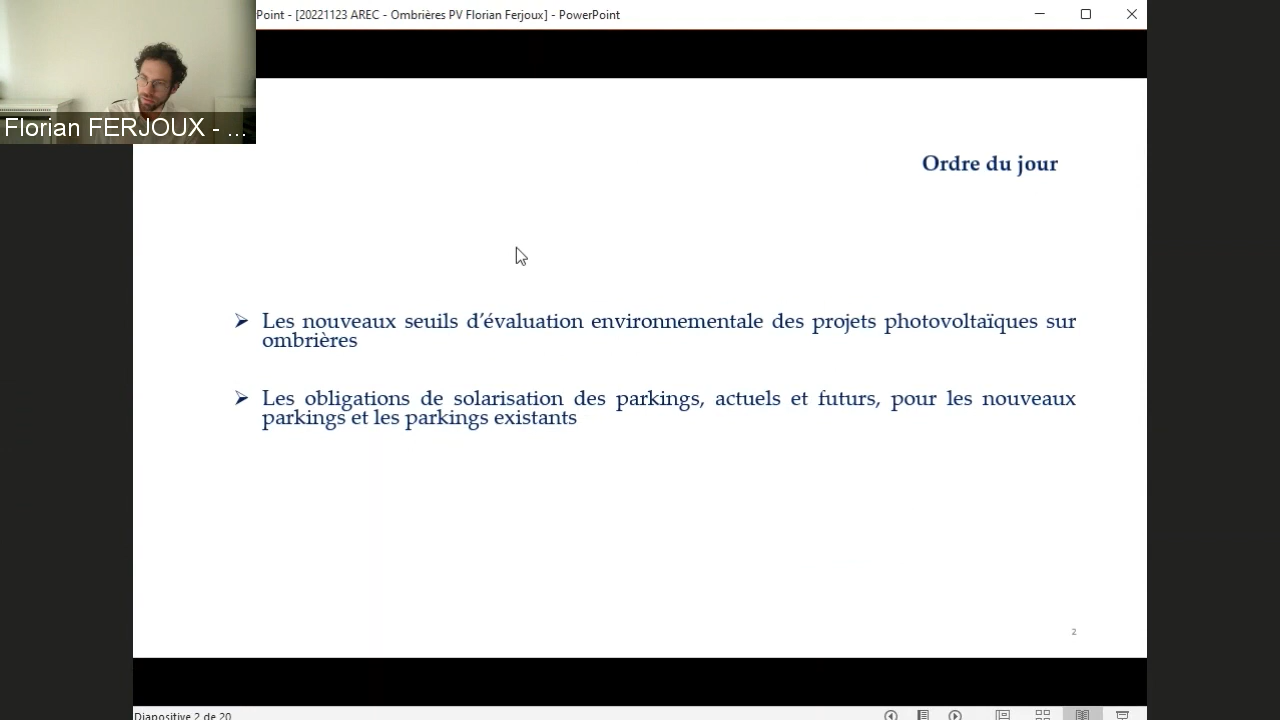 Point - [20221123 AREC - Ombrières PV Florian Ferjoux] - PowerPoint
Florian FERJOUX - ...
Ordre du jour
➢ Les nouveaux seuils d’évaluation environnementale des projets photovoltaïques sur
ombrières
➢ Les obligations de solarisation des parkings, actuels et futurs, pour les nouveaux
parkings et les parkings existants
2
Diapositive 2 de 20